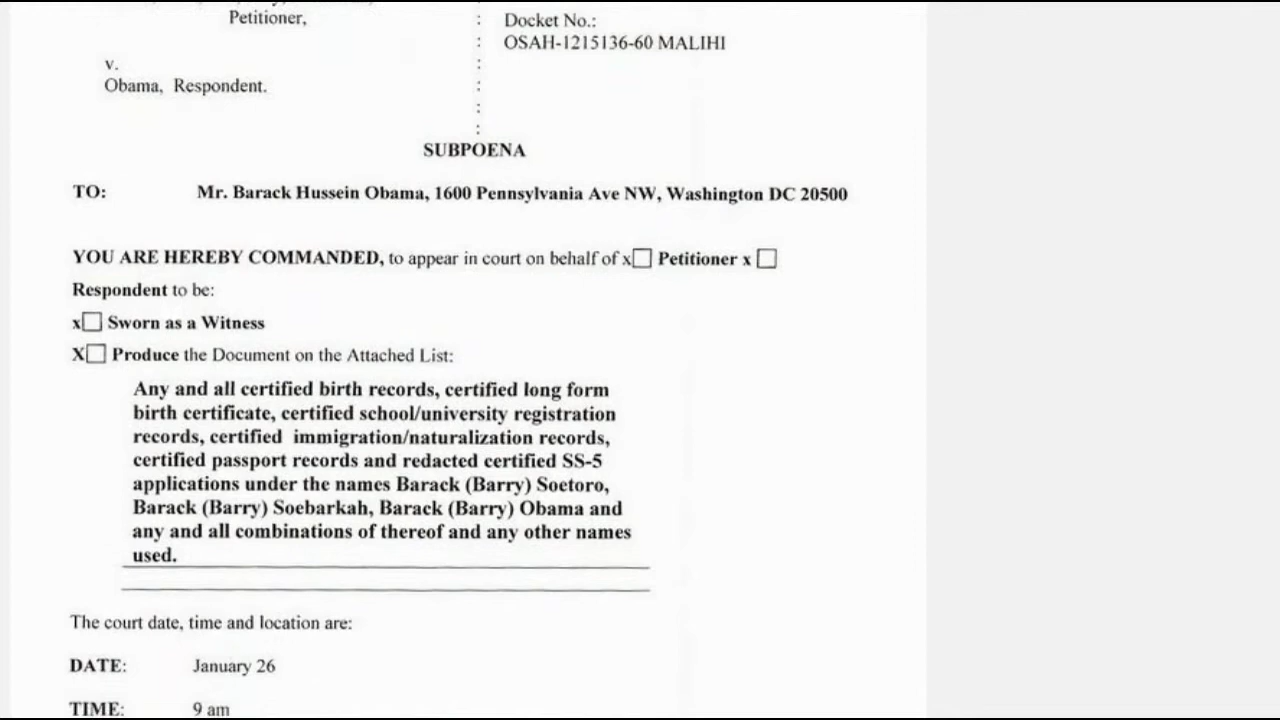 Petitioner,
Docket No.:
OSAH-1215136-60 MALIHI
v.
Obama, Respondent.
SUBPOENA
TO: Mr. Barack Hussein Obama, 1600 Pennsylvania Ave NW, Washington DC 20500
YOU ARE HEREBY COMMANDED, to appear in court on behalf of x☐ Petitioner x ☐
Respondent to be:
x☐ Sworn as a Witness
X☐ Produce the Document on the Attached List:
Any and all certified birth records, certified long form
birth certificate, certified school/university registration
records, certified immigration/naturalization records,
certified passport records and redacted certified SS-5
applications under the names Barack (Barry) Soetoro,
Barack (Barry) Soebarkah, Barack (Barry) Obama and
any and all combinations of thereof and any other names
used.
The court date, time and location are:
DATE: January 26
TIME: 9 am